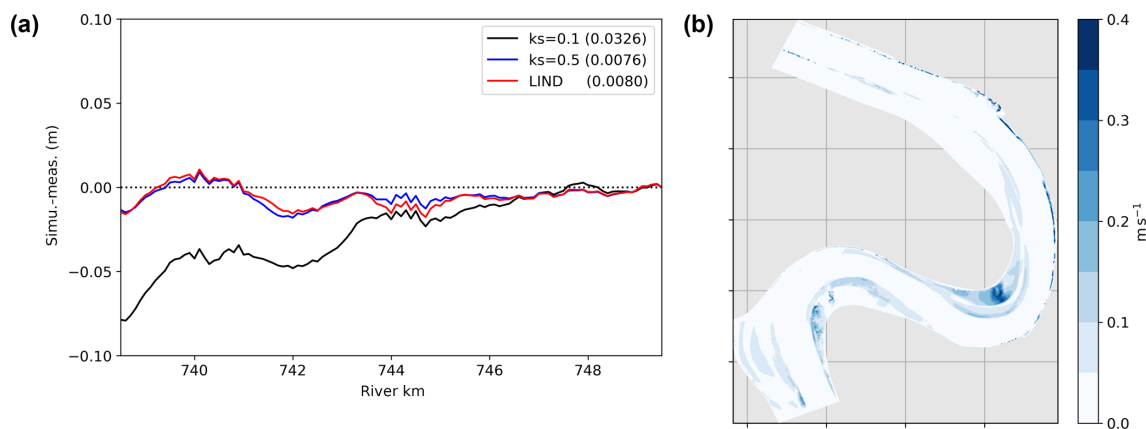 (a)
0.10
0.05
0.00
−0.05
−0.10
Simu.-meas. (m)
ks=0.1 (0.0326)
ks=0.5 (0.0076)
LIND (0.0080)
740
742
744
746
748
River km
(b)
0.4
0.3
0.2
0.1
0.0
m s⁻¹